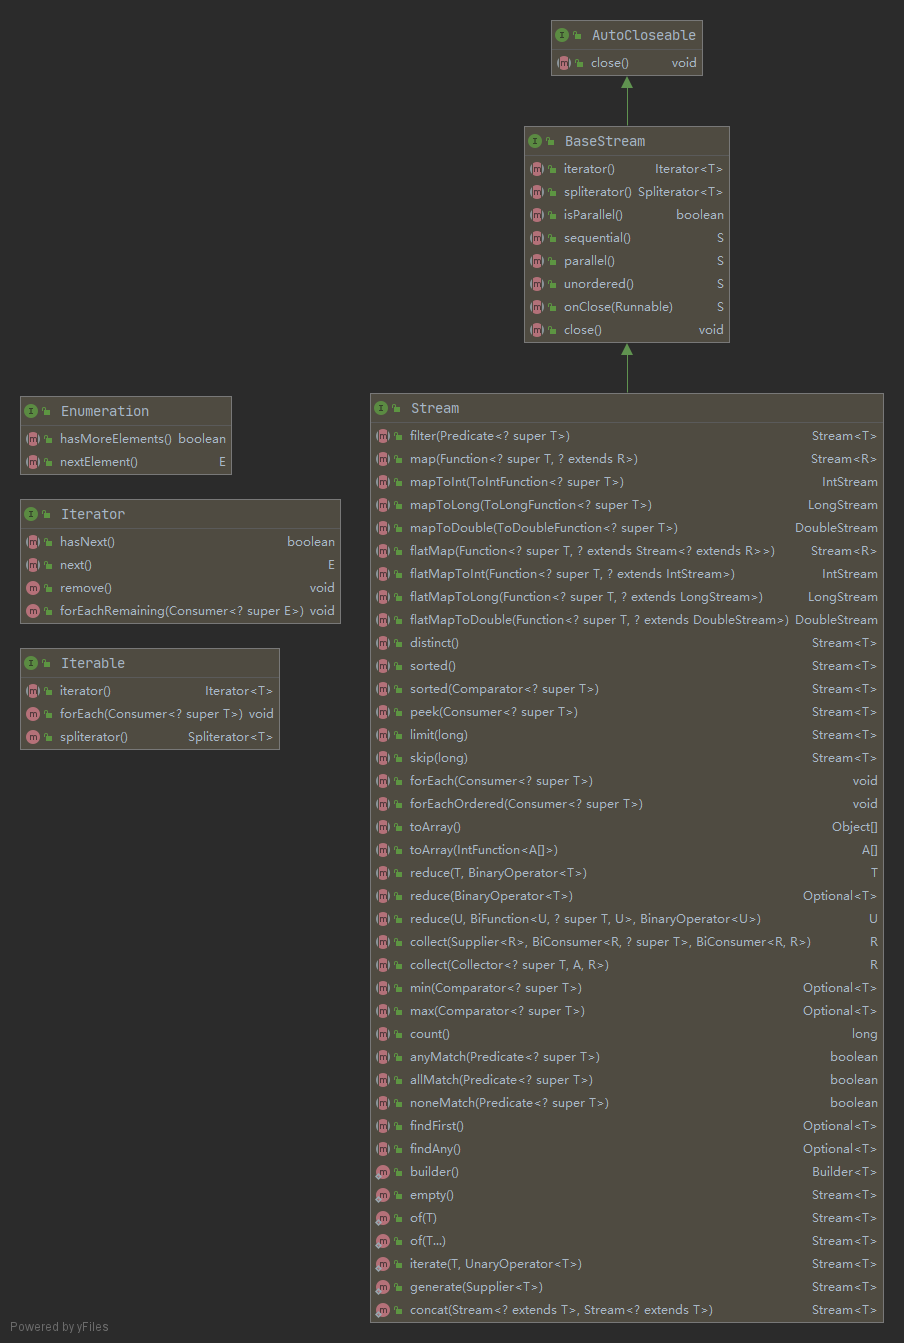 AutoCloseable
close() void
BaseStream
iterator() Iterator<T>
spliterator() Spliterator<T>
isParallel() boolean
sequential() S
parallel() S
unordered() S
onClose(Runnable) S
close() void
Enumeration
hasMoreElements() boolean
nextElement() E
Iterator
hasNext() boolean
next() E
remove() void
forEachRemaining(Consumer<? super E>) void
Iterable
iterator() Iterator<T>
forEach(Consumer<? super T>) void
spliterator() Spliterator<T>
Stream
filter(Predicate<? super T>) Stream<T>
map(Function<? super T, ? extends R>) Stream<R>
mapToInt(ToIntFunction<? super T>) IntStream
mapToLong(ToLongFunction<? super T>) LongStream
mapToDouble(ToDoubleFunction<? super T>) DoubleStream
flatMap(Function<? super T, ? extends Stream<? extends R>>) Stream<R>
flatMapToInt(Function<? super T, ? extends IntStream>) IntStream
flatMapToLong(Function<? super T, ? extends LongStream>) LongStream
flatMapToDouble(Function<? super T, ? extends DoubleStream>) DoubleStream
distinct() Stream<T>
sorted() Stream<T>
sorted(Comparator<? super T>) Stream<T>
peek(Consumer<? super T>) Stream<T>
limit(long) Stream<T>
skip(long) Stream<T>
forEach(Consumer<? super T>) void
forEachOrdered(Consumer<? super T>) void
toArray() Object[]
toArray(IntFunction<A[]>) A[]
reduce(T, BinaryOperator<T>) T
reduce(BinaryOperator<T>) Optional<T>
reduce(U, BiFunction<U, ? super T, U>, BinaryOperator<U>) U
collect(Supplier<R>, BiConsumer<R, ? super T>, BiConsumer<R, R>) R
collect(Collector<? super T, A, R>) R
min(Comparator<? super T>) Optional<T>
max(Comparator<? super T>) Optional<T>
count() long
anyMatch(Predicate<? super T>) boolean
allMatch(Predicate<? super T>) boolean
noneMatch(Predicate<? super T>) boolean
findFirst() Optional<T>
findAny() Optional<T>
builder() Builder<T>
empty() Stream<T>
of(T) Stream<T>
of(T...) Stream<T>
iterate(T, UnaryOperator<T>) Stream<T>
generate(Supplier<T>) Stream<T>
concat(Stream<? extends T>, Stream<? extends T>) Stream<T>
Powered by yFiles